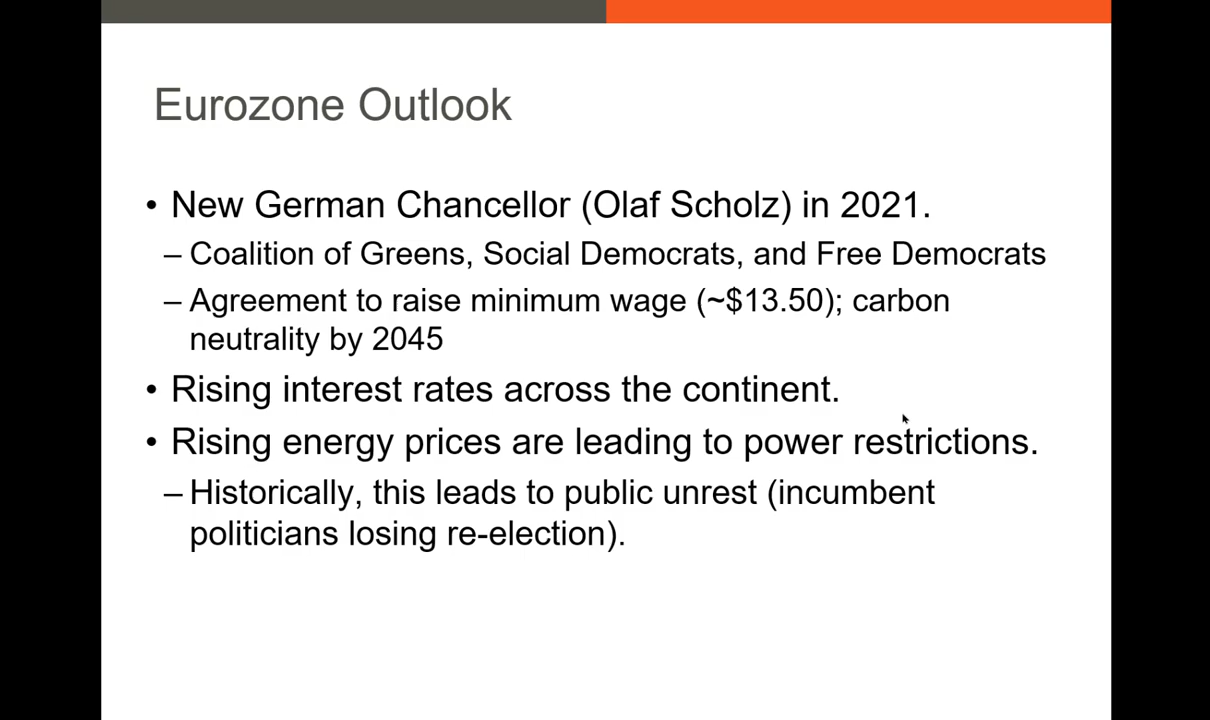 Eurozone Outlook
• New German Chancellor (Olaf Scholz) in 2021.
– Coalition of Greens, Social Democrats, and Free Democrats
– Agreement to raise minimum wage (~$13.50); carbon
neutrality by 2045
• Rising interest rates across the continent.
• Rising energy prices are leading to power restrictions.
– Historically, this leads to public unrest (incumbent
politicians losing re-election).